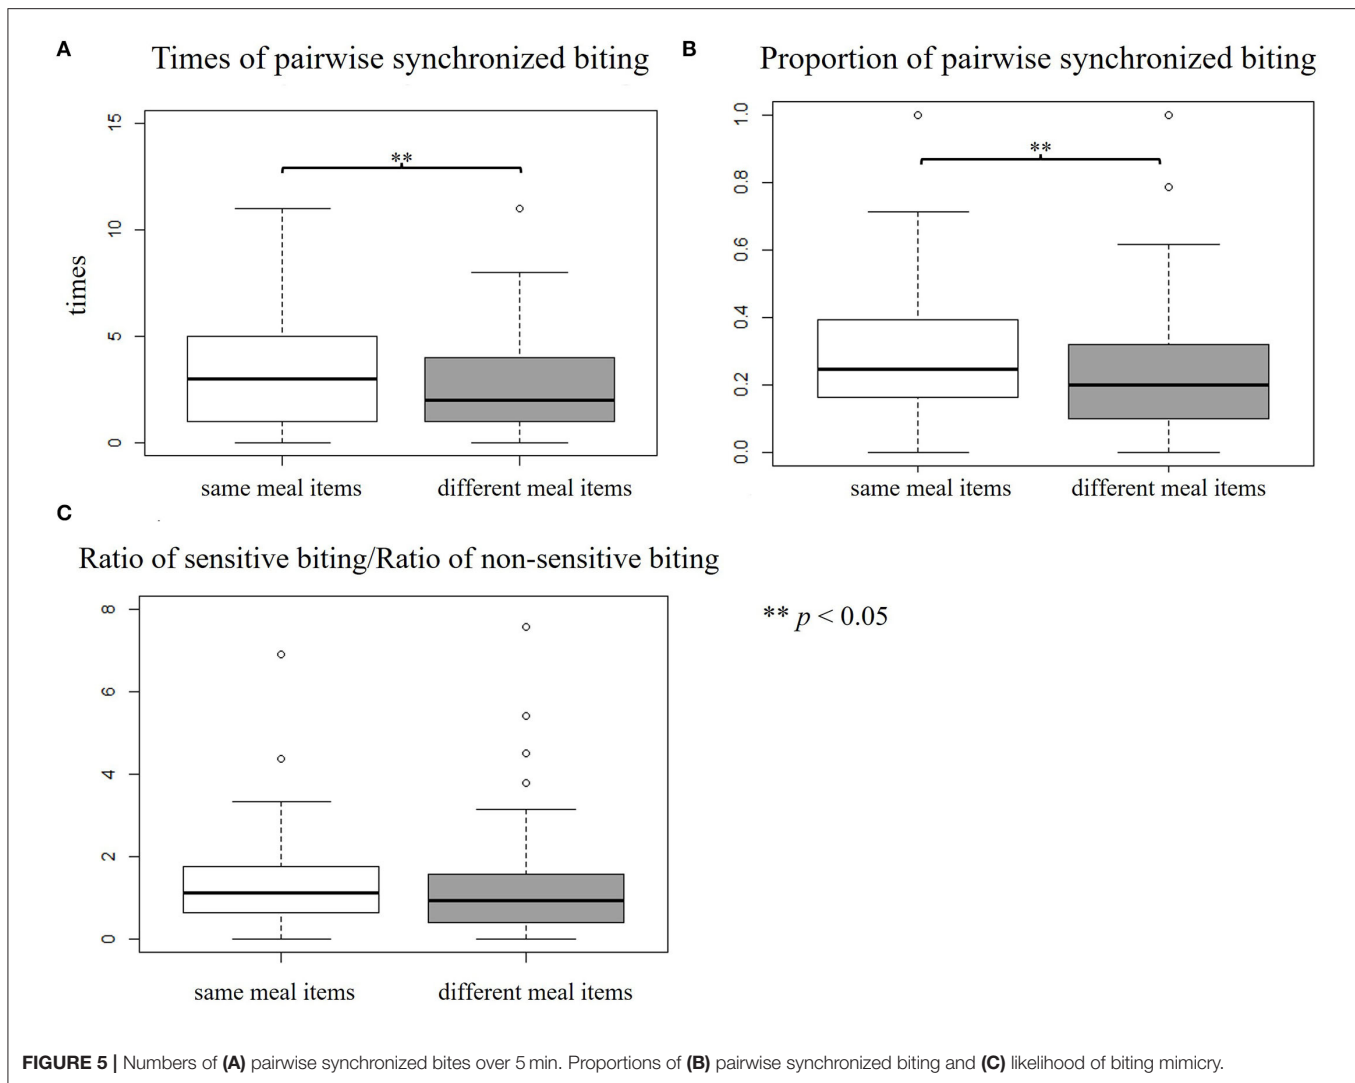 A
Times of pairwise synchronized biting
15
10
5
0
times
**
same meal items
different meal items
B
Proportion of pairwise synchronized biting
1.0
0.8
0.6
0.4
0.2
0.0
**
same meal items
different meal items
C
Ratio of sensitive biting/Ratio of non-sensitive biting
8
6
4
2
0
same meal items
different meal items
** p < 0.05
FIGURE 5 | Numbers of (A) pairwise synchronized bites over 5 min. Proportions of (B) pairwise synchronized biting and (C) likelihood of biting mimicry.